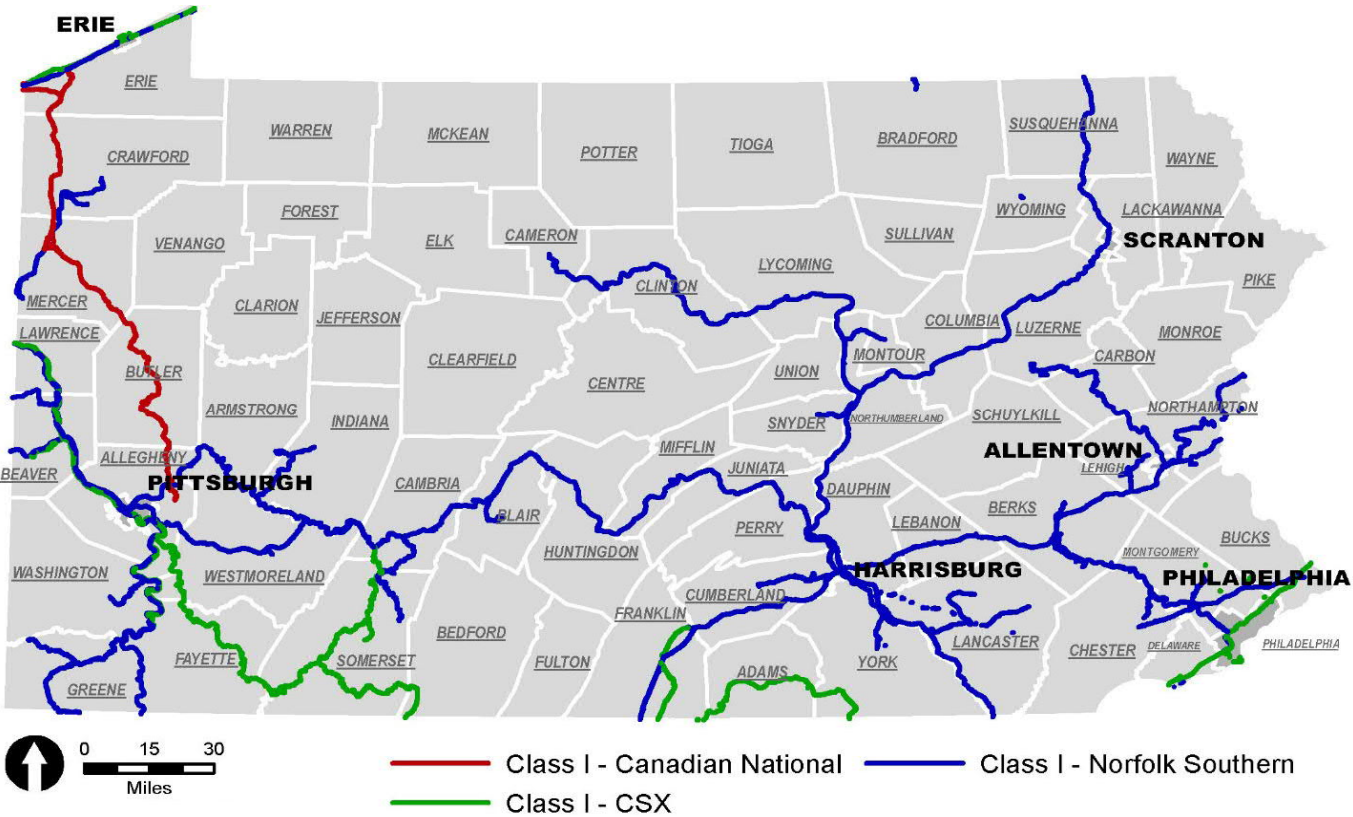 ERIE
ERIE
WARREN
MCKEAN
POTTER
TIOGA
BRADFORD
SUSQUEHANNA
WAYNE
CRAWFORD
FOREST
VENANGO
ELK
CAMERON
SULLIVAN
WYOMING
LACKAWANNA
SCRANTON
LYCOMING
CLINTON
PIKE
MERCER
CLARION
JEFFERSON
LAWRENCE
CLEARFIELD
CENTRE
COLUMBIA
LUZERNE
MONROE
CARBON
MONTOUR
UNION
BUTLER
ARMSTRONG
INDIANA
SNYDER
NORTHUMBERLAND
SCHUYLKILL
NORTHAMPTON
MIFFLIN
ALLENTOWN
LEHIGH
ALLEGHENY
BEAVER
PITTSBURGH
CAMBRIA
BLAIR
JUNIATA
DAUPHIN
PERRY
LEBANON
BERKS
BUCKS
MONTGOMERY
HUNTINGDON
WASHINGTON
WESTMORELAND
HARRISBURG
PHILADELPHIA
CUMBERLAND
FRANKLIN
BEDFORD
LANCASTER
CHESTER
DELAWARE
PHILADELPHIA
FAYETTE
SOMERSET
FULTON
ADAMS
YORK
GREENE
0 15 30
Miles
Class I - Canadian National
Class I - Norfolk Southern
Class I - CSX